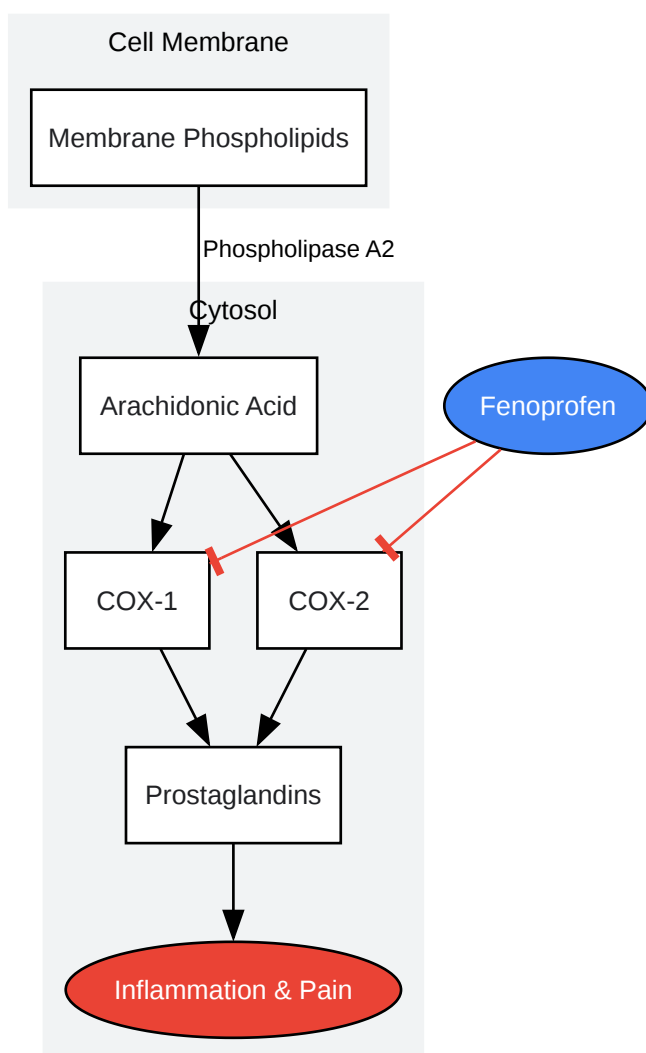 Cell Membrane
Membrane Phospholipids
Phospholipase A2
Cytosol
Arachidonic Acid
Fenoprofen
COX-1
COX-2
Prostaglandins
Inflammation & Pain